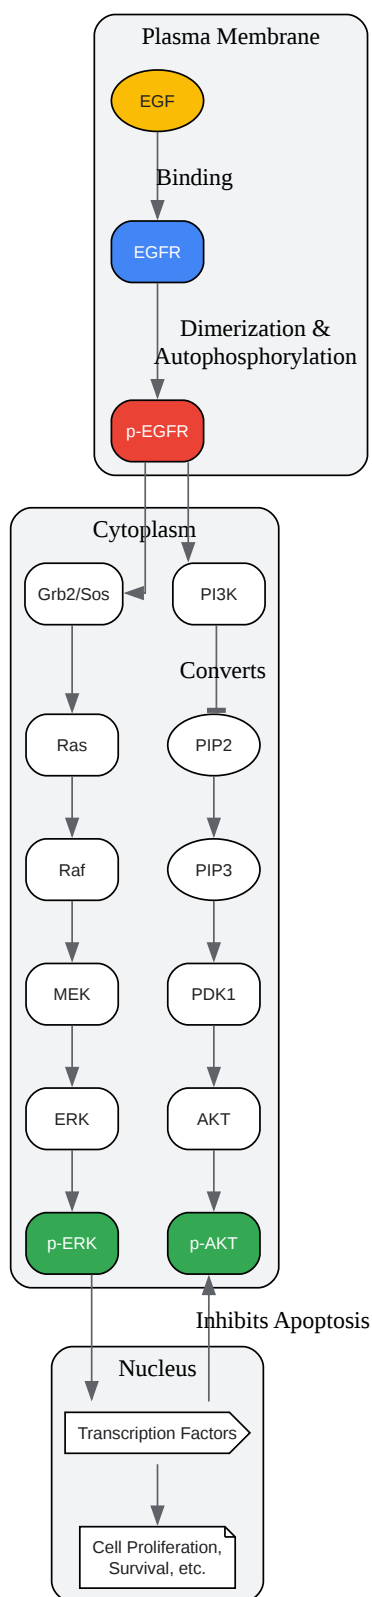 Plasma Membrane
EGF
Binding
EGFR
Dimerization &
Autophosphorylation
p-EGFR
Cytoplasm
Grb2/Sos
PI3K
Converts
Ras
PIP2
Raf
PIP3
MEK
PDK1
ERK
AKT
p-ERK
p-AKT
Inhibits Apoptosis
Nucleus
Transcription Factors
Cell Proliferation,
Survival, etc.